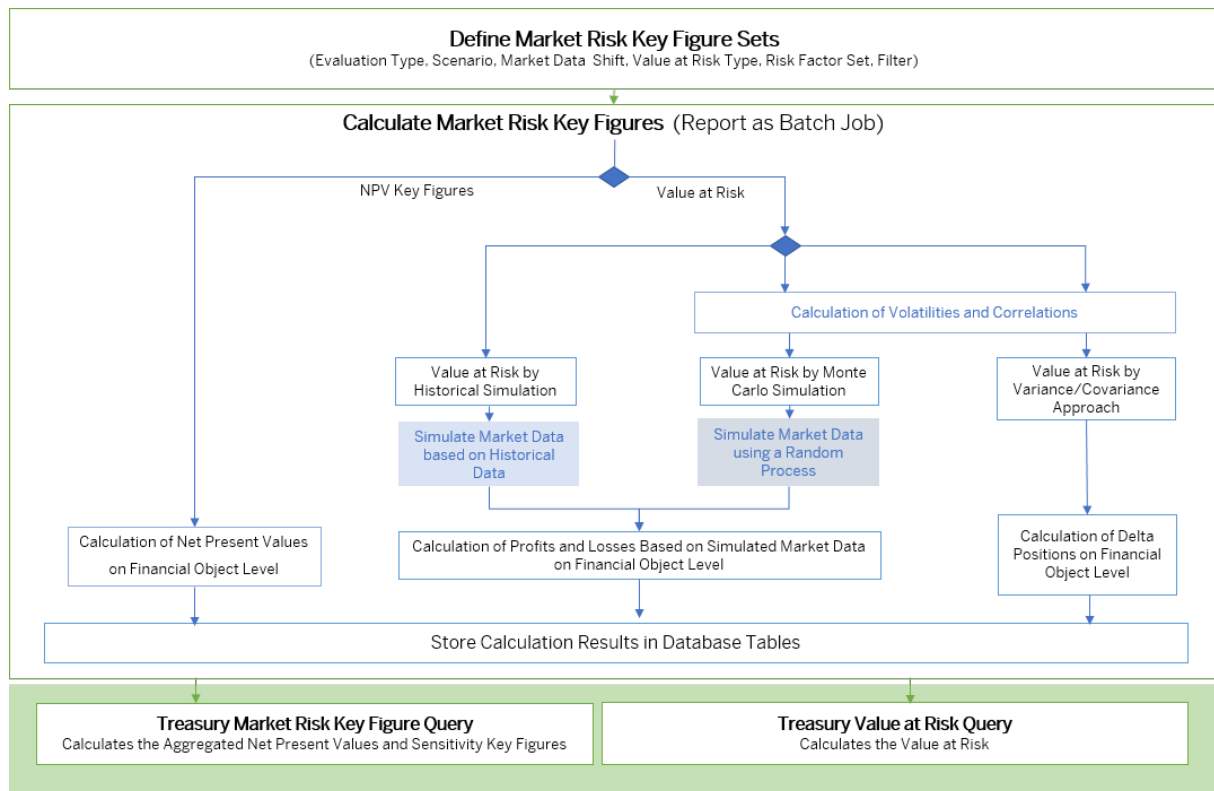 Define Market Risk Key Figure Sets
(Evaluation Type, Scenario, Market Data Shift, Value at Risk Type, Risk Factor Set, Filter)
Calculate Market Risk Key Figures (Report as Batch Job)
NPV Key Figures
Value at Risk
Calculation of Volatilities and Correlations
Value at Risk by
Historical Simulation
Value at Risk by Monte
Carlo Simulation
Value at Risk by
Variance/Covariance
Approach
Simulate Market Data
based on Historical
Data
Simulate Market Data
using a Random
Process
Calculation of Net Present Values
on Financial Object Level
Calculation of Profits and Losses Based on Simulated Market Data
on Financial Object Level
Calculation of Delta
Positions on Financial
Object Level
Store Calculation Results in Database Tables
Treasury Market Risk Key Figure Query
Calculates the Aggregated Net Present Values and Sensitivity Key Figures
Treasury Value at Risk Query
Calculates the Value at Risk